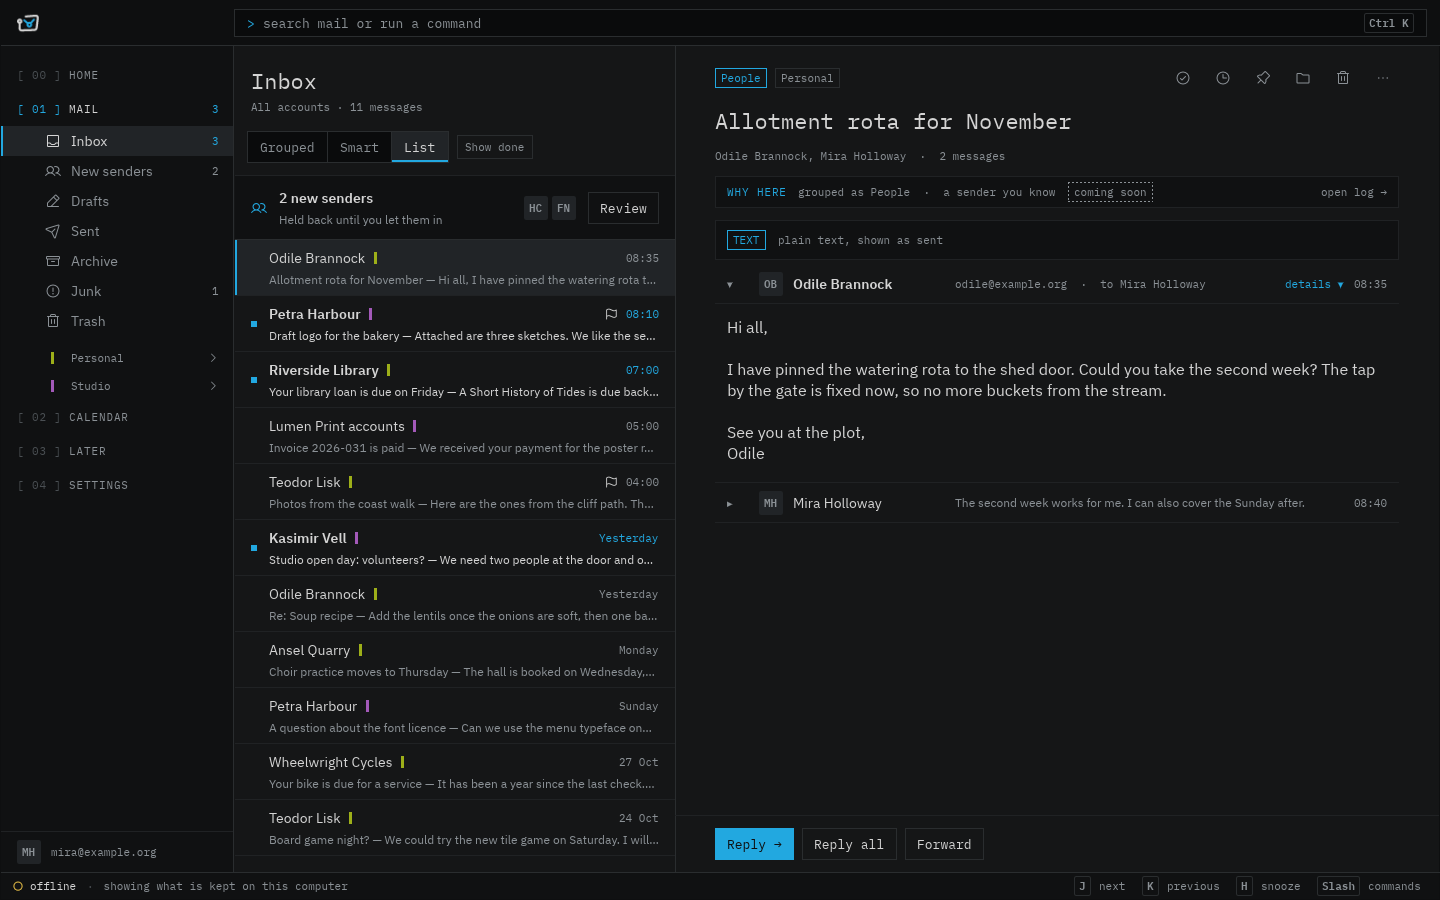 > search mail or run a command
Ctrl K
[ 00 ] HOME
[ 01 ] MAIL 3
Inbox 3
New senders 2
Drafts
Sent
Archive
Junk 1
Trash
Personal
Studio
[ 02 ] CALENDAR
[ 03 ] LATER
[ 04 ] SETTINGS
MH mira@example.org
Inbox
All accounts · 11 messages
Grouped Smart List Show done
2 new senders
Held back until you let them in
HC FN Review
Odile Brannock 08:35
Allotment rota for November — Hi all, I have pinned the watering rota t...
Petra Harbour 08:10
Draft logo for the bakery — Attached are three sketches. We like the se...
Riverside Library 07:00
Your library loan is due on Friday — A Short History of Tides is due back...
Lumen Print accounts 05:00
Invoice 2026-031 is paid — We received your payment for the poster r...
Teodor Lisk 04:00
Photos from the coast walk — Here are the ones from the cliff path. Th...
Kasimir Vell Yesterday
Studio open day: volunteers? — We need two people at the door and o...
Odile Brannock Yesterday
Re: Soup recipe — Add the lentils once the onions are soft, then one ba...
Ansel Quarry Monday
Choir practice moves to Thursday — The hall is booked on Wednesday,...
Petra Harbour Sunday
A question about the font licence — Can we use the menu typeface on...
Wheelwright Cycles 27 Oct
Your bike is due for a service — It has been a year since the last check....
Teodor Lisk 24 Oct
Board game night? — We could try the new tile game on Saturday. I will...
People Personal
Allotment rota for November
Odile Brannock, Mira Holloway · 2 messages
WHY HERE grouped as People · a sender you know coming soon open log →
TEXT plain text, shown as sent
▾ OB Odile Brannock odile@example.org · to Mira Holloway details ▾ 08:35
Hi all,
I have pinned the watering rota to the shed door. Could you take the second week? The tap
by the gate is fixed now, so no more buckets from the stream.
See you at the plot,
Odile
▸ MH Mira Holloway The second week works for me. I can also cover the Sunday after. 08:40
Reply → Reply all Forward
offline · showing what is kept on this computer
J next K previous H snooze Slash commands